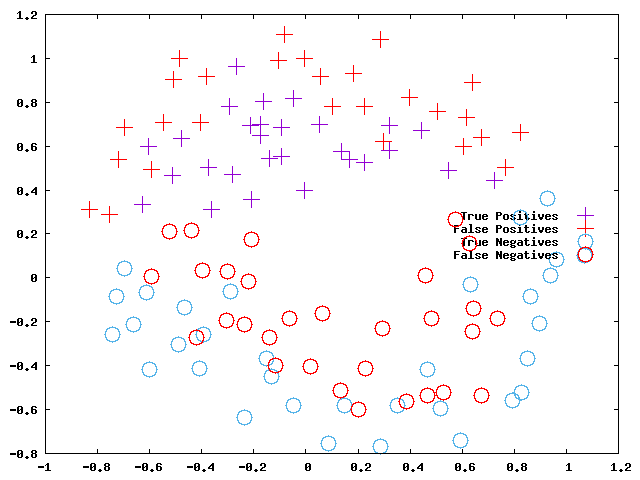 1.2
1
0.8
0.6
0.4
0.2
0
-0.2
-0.4
-0.6
-0.8
True Positives
False Positives
True Negatives
False Negatives
-1 -0.8 -0.6 -0.4 -0.2 0 0.2 0.4 0.6 0.8 1 1.2